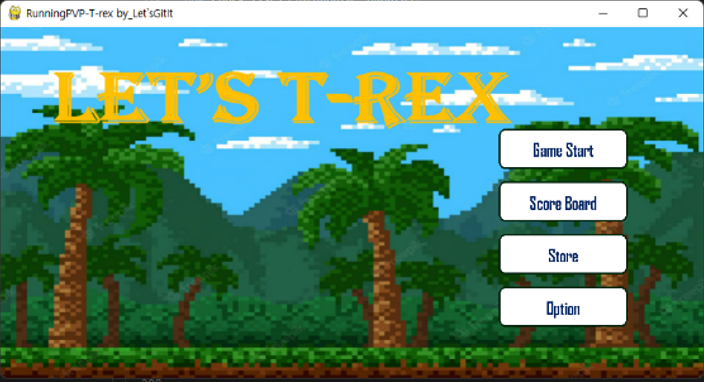 RunningPVP-T-rex by_Let`sGitIt
LET'S T-REX
Game Start
Score Board
Store
Option